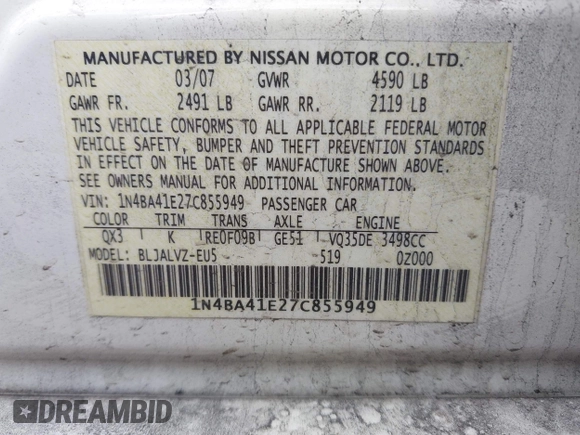 MANUFACTURED BY NISSAN MOTOR CO., LTD.
DATE 03/07 GVWR 4590 LB
GAWR FR. 2491 LB GAWR RR. 2119 LB
THIS VEHICLE CONFORMS TO ALL APPLICABLE FEDERAL MOTOR
VEHICLE SAFETY, BUMPER AND THEFT PREVENTION STANDARDS
IN EFFECT ON THE DATE OF MANUFACTURE SHOWN ABOVE.
SEE OWNERS MANUAL FOR ADDITIONAL INFORMATION.
VIN: 1N4BA41E27C855949 PASSENGER CAR
COLOR TRIM TRANS AXLE ENGINE
QX3 K RE0F09B GE51 VQ35DE 3498CC
MODEL: BLJALVZ-EU5 519 0Z000
1N4BA41E27C855949
DREAMBID